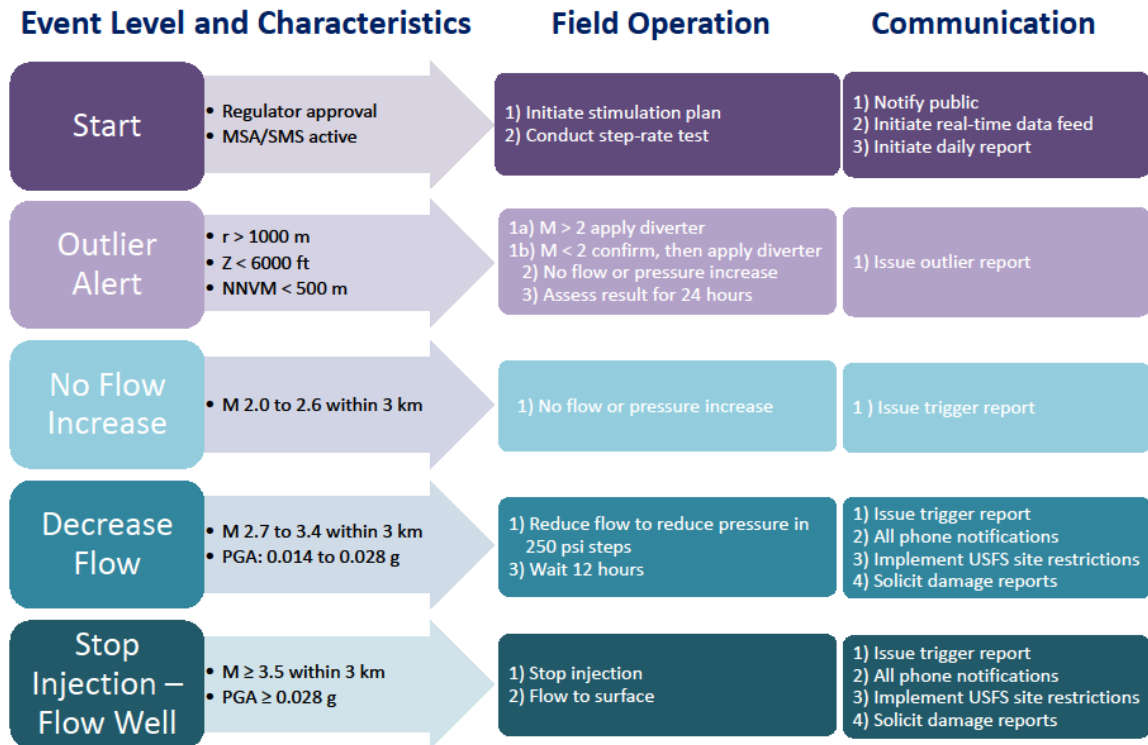 Event Level and Characteristics
Field Operation
Communication
Start
• Regulator approval
• MSA/SMS active
1) Initiate stimulation plan
2) Conduct step-rate test
1) Notify public
2) Initiate real-time data feed
3) Initiate daily report
Outlier
Alert
• r > 1000 m
• Z < 6000 ft
• NNVM < 500 m
1a) M > 2 apply diverter
1b) M < 2 confirm, then apply diverter
2) No flow or pressure increase
3) Assess result for 24 hours
1) Issue outlier report
No Flow
Increase
• M 2.0 to 2.6 within 3 km
1) No flow or pressure increase
1 ) Issue trigger report
Decrease
Flow
• M 2.7 to 3.4 within 3 km
• PGA: 0.014 to 0.028 g
1) Reduce flow to reduce pressure in
250 psi steps
3) Wait 12 hours
1) Issue trigger report
2) All phone notifications
3) Implement USFS site restrictions
4) Solicit damage reports
Stop
Injection –
Flow Well
• M ≥ 3.5 within 3 km
• PGA ≥ 0.028 g
1) Stop injection
2) Flow to surface
1) Issue trigger report
2) All phone notifications
3) Implement USFS site restrictions
4) Solicit damage reports